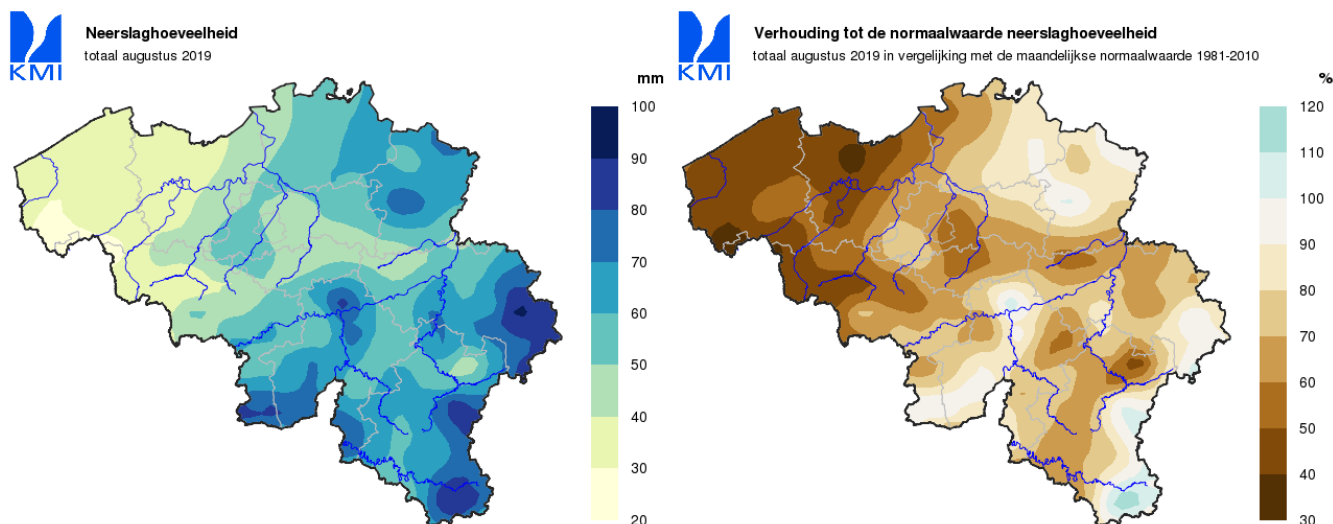 KMI
Neerslaghoeveelheid
totaal augustus 2019
mm
100
90
80
70
60
50
40
30
20
KMI
Verhouding tot de normaalwaarde neerslaghoeveelheid
totaal augustus 2019 in vergelijking met de maandelijkse normaalwaarde 1981-2010
%
120
110
100
90
80
70
60
50
40
30